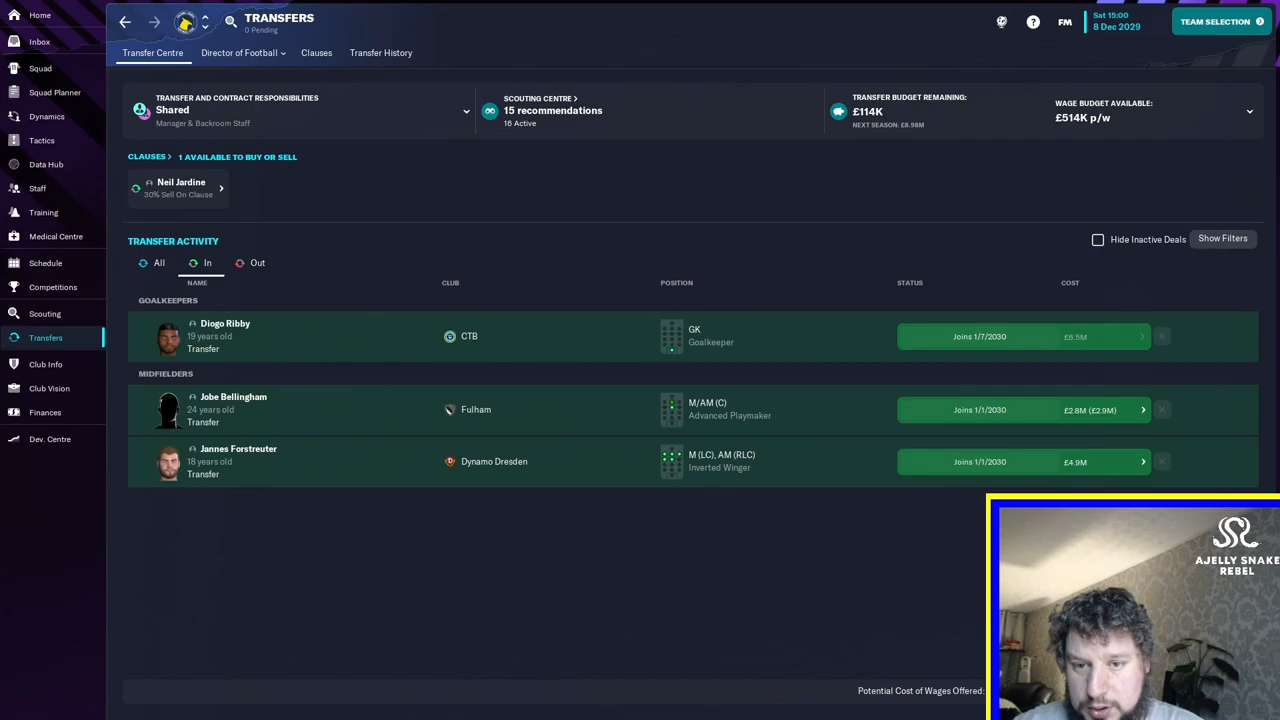 Home
Inbox
Squad
Squad Planner
Dynamics
Tactics
Data Hub
Staff
Training
Medical Centre
Schedule
Competitions
Scouting
Transfers
Club Info
Club Vision
Finances
Dev. Centre
TRANSFERS
0 Pending
FM
Sat 15:00
8 Dec 2029
TEAM SELECTION
Transfer Centre
Director of Football
Clauses
Transfer History
TRANSFER AND CONTRACT RESPONSIBILITIES
Shared
Manager & Backroom Staff
SCOUTING CENTRE >
15 recommendations
16 Active
TRANSFER BUDGET REMAINING:
£114K
NEXT SEASON: £8.98M
WAGE BUDGET AVAILABLE:
£514K p/w
CLAUSES > 1 AVAILABLE TO BUY OR SELL
Neil Jardine
30% Sell On Clause
TRANSFER ACTIVITY
Hide Inactive Deals
Show Filters
All
In
Out
NAME CLUB POSITION STATUS COST
GOALKEEPERS
Diogo Ribby
19 years old
Transfer
CTB
GK
Goalkeeper
Joins 1/7/2030
£6.5M
MIDFIELDERS
Jobe Bellingham
24 years old
Transfer
Fulham
M/AM (C)
Advanced Playmaker
Joins 1/1/2030
£2.8M (£2.9M)
Jannes Forstreuter
18 years old
Transfer
Dynamo Dresden
M (LC), AM (RLC)
Inverted Winger
Joins 1/1/2030
£4.9M
Potential Cost of Wages Offered:
AJELLY SNAKE
REBEL